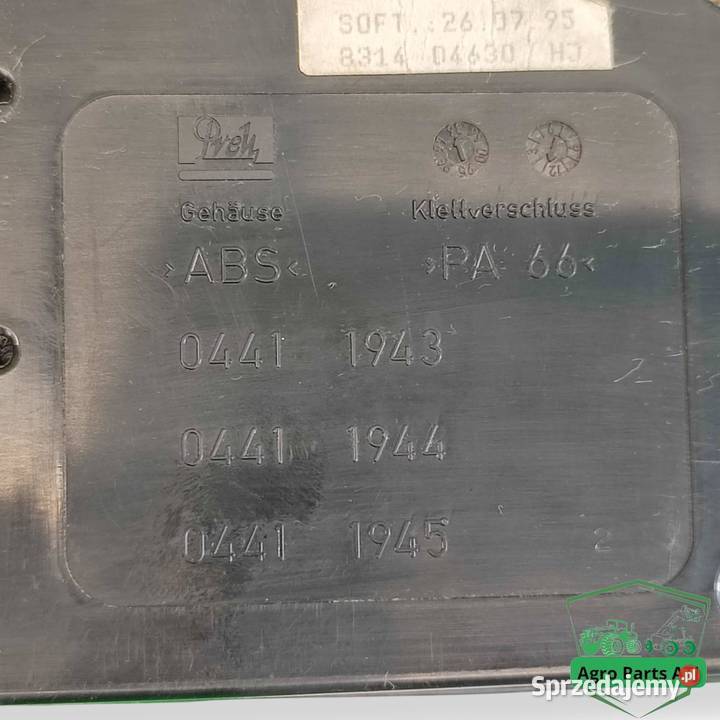 SOFT.:26.07.95
8314 04630 HJ
Preh
Gehäuse Klettverschluss
>ABS< >PA 66<
0441 1943
0441 1944
0441 1945 2
Agro Parts A
.pl
Sprzedajemy